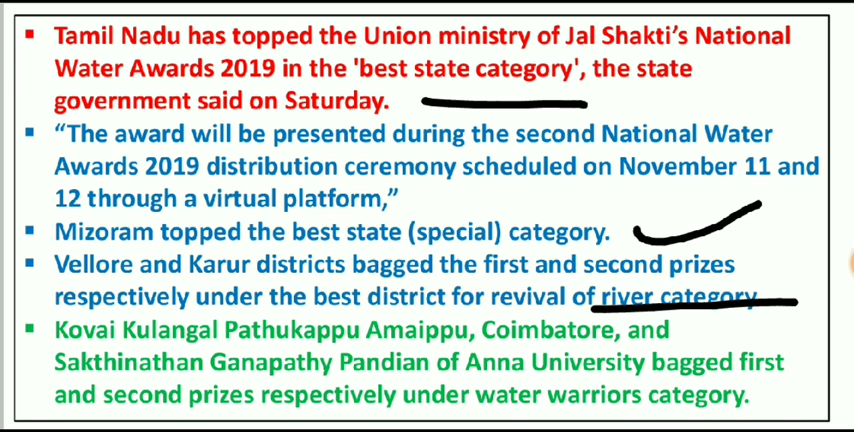 ▪ Tamil Nadu has topped the Union ministry of Jal Shakti’s National
Water Awards 2019 in the 'best state category', the state
government said on Saturday.
▪ “The award will be presented during the second National Water
Awards 2019 distribution ceremony scheduled on November 11 and
12 through a virtual platform,”
▪ Mizoram topped the best state (special) category.
▪ Vellore and Karur districts bagged the first and second prizes
respectively under the best district for revival of river category
▪ Kovai Kulangal Pathukappu Amaippu, Coimbatore, and
Sakthinathan Ganapathy Pandian of Anna University bagged first
and second prizes respectively under water warriors category.